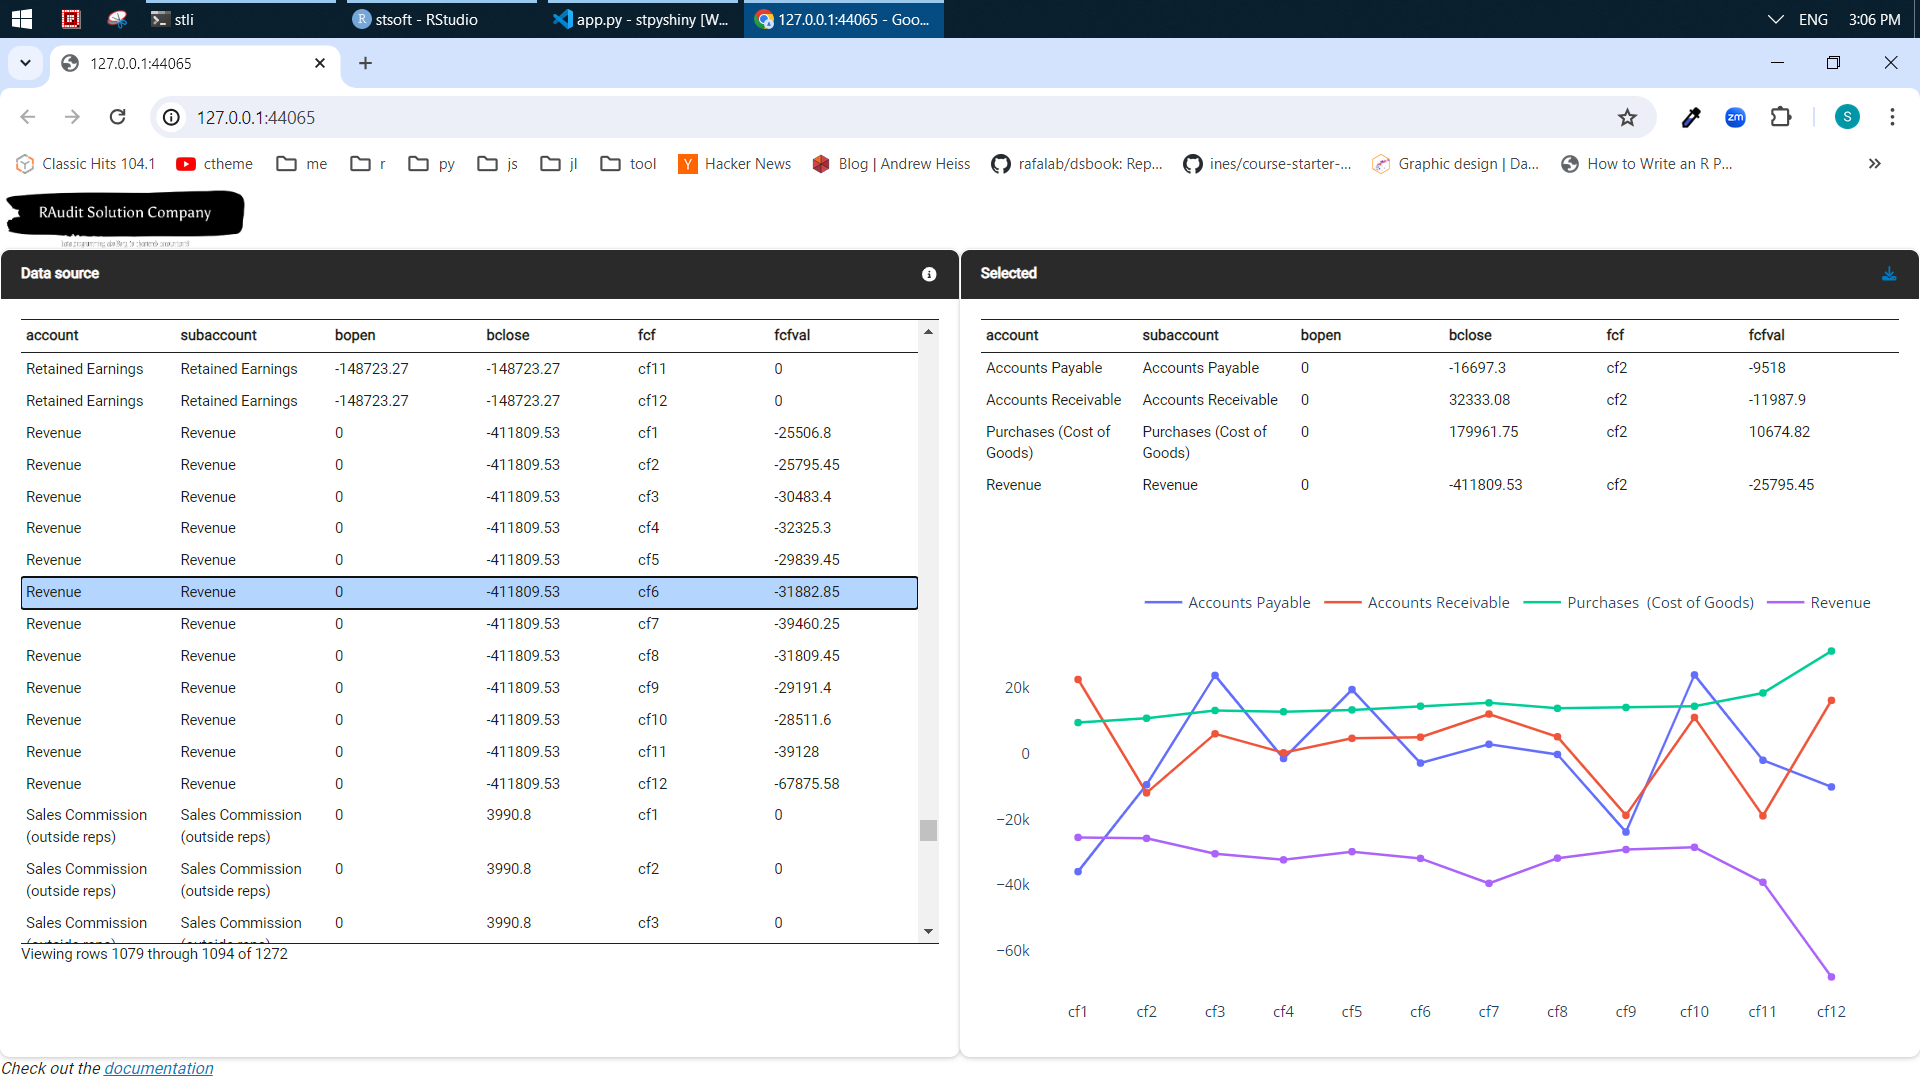 stli
stsoft - RStudio
app.py - stpyshiny [W...
127.0.0.1:44065 - Goo...
ENG
3:06 PM
127.0.0.1:44065
127.0.0.1:44065
zm
S
Classic Hits 104.1
ctheme
me
r
py
js
jl
tool
Y
Hacker News
Blog | Andrew Heiss
rafalab/dsbook: Rep...
ines/course-starter-...
Graphic design | Da...
How to Write an R P...
RAudit Solution Company
Data source
account subaccount bopen bclose fcf fcfval
Retained Earnings Retained Earnings -148723.27 -148723.27 cf11 0
Retained Earnings Retained Earnings -148723.27 -148723.27 cf12 0
Revenue Revenue 0 -411809.53 cf1 -25506.8
Revenue Revenue 0 -411809.53 cf2 -25795.45
Revenue Revenue 0 -411809.53 cf3 -30483.4
Revenue Revenue 0 -411809.53 cf4 -32325.3
Revenue Revenue 0 -411809.53 cf5 -29839.45
Revenue Revenue 0 -411809.53 cf6 -31882.85
Revenue Revenue 0 -411809.53 cf7 -39460.25
Revenue Revenue 0 -411809.53 cf8 -31809.45
Revenue Revenue 0 -411809.53 cf9 -29191.4
Revenue Revenue 0 -411809.53 cf10 -28511.6
Revenue Revenue 0 -411809.53 cf11 -39128
Revenue Revenue 0 -411809.53 cf12 -67875.58
Sales Commission Sales Commission 0 3990.8 cf1 0
(outside reps) (outside reps)
Sales Commission Sales Commission 0 3990.8 cf2 0
(outside reps) (outside reps)
Sales Commission Sales Commission 0 3990.8 cf3 0
Viewing rows 1079 through 1094 of 1272
Selected
account subaccount bopen bclose fcf fcfval
Accounts Payable Accounts Payable 0 -16697.3 cf2 -9518
Accounts Receivable Accounts Receivable 0 32333.08 cf2 -11987.9
Purchases (Cost of Purchases (Cost of 0 179961.75 cf2 10674.82
Goods) Goods)
Revenue Revenue 0 -411809.53 cf2 -25795.45
Accounts Payable Accounts Receivable Purchases (Cost of Goods) Revenue
20k
0
−20k
−40k
−60k
cf1 cf2 cf3 cf4 cf5 cf6 cf7 cf8 cf9 cf10 cf11 cf12
Check out the documentation